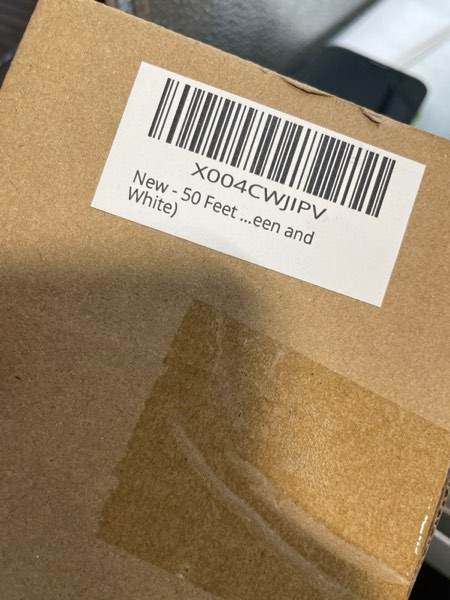 X004CWJIPV
New - 50 Feet ...een and
White)